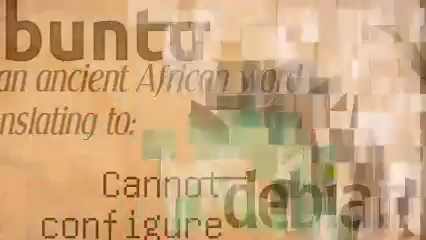 buntu
an ancient African word
nslating to:
Cannot
configure
debian